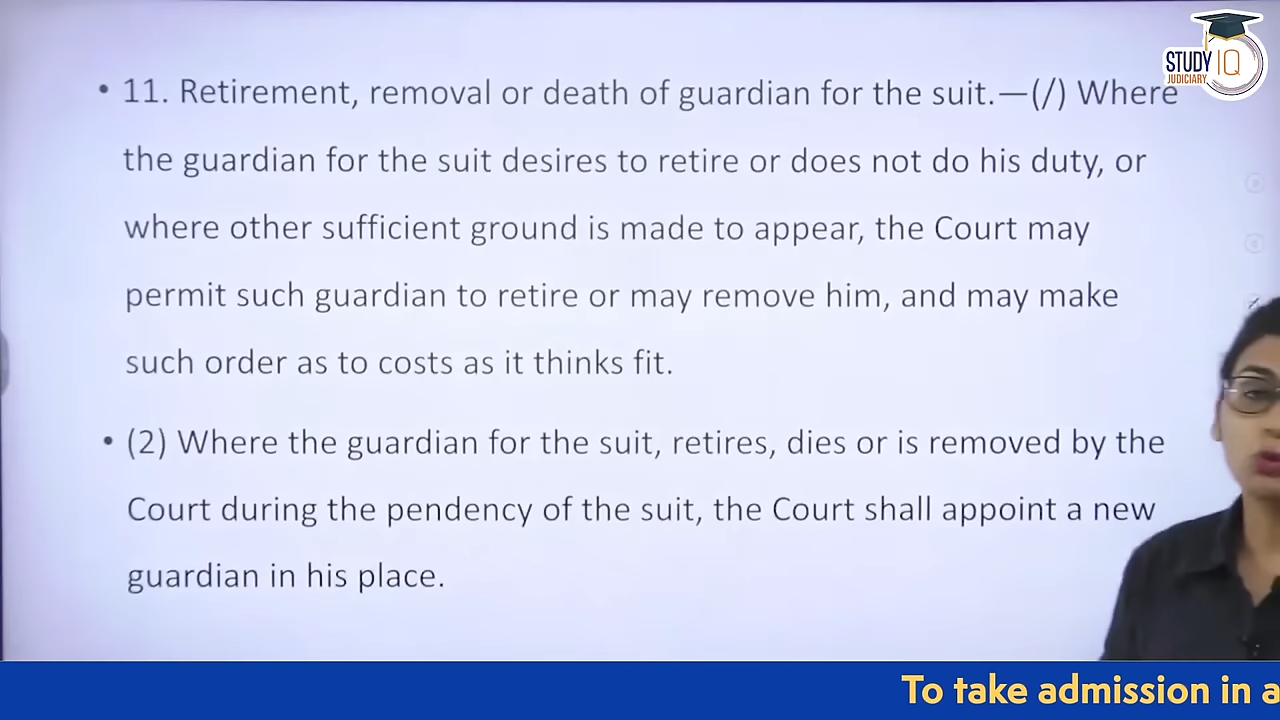 STUDY IQ
JUDICIARY
• 11. Retirement, removal or death of guardian for the suit.—(/) Where
the guardian for the suit desires to retire or does not do his duty, or
where other sufficient ground is made to appear, the Court may
permit such guardian to retire or may remove him, and may make
such order as to costs as it thinks fit.
• (2) Where the guardian for the suit, retires, dies or is removed by the
Court during the pendency of the suit, the Court shall appoint a new
guardian in his place.
To take admission in a